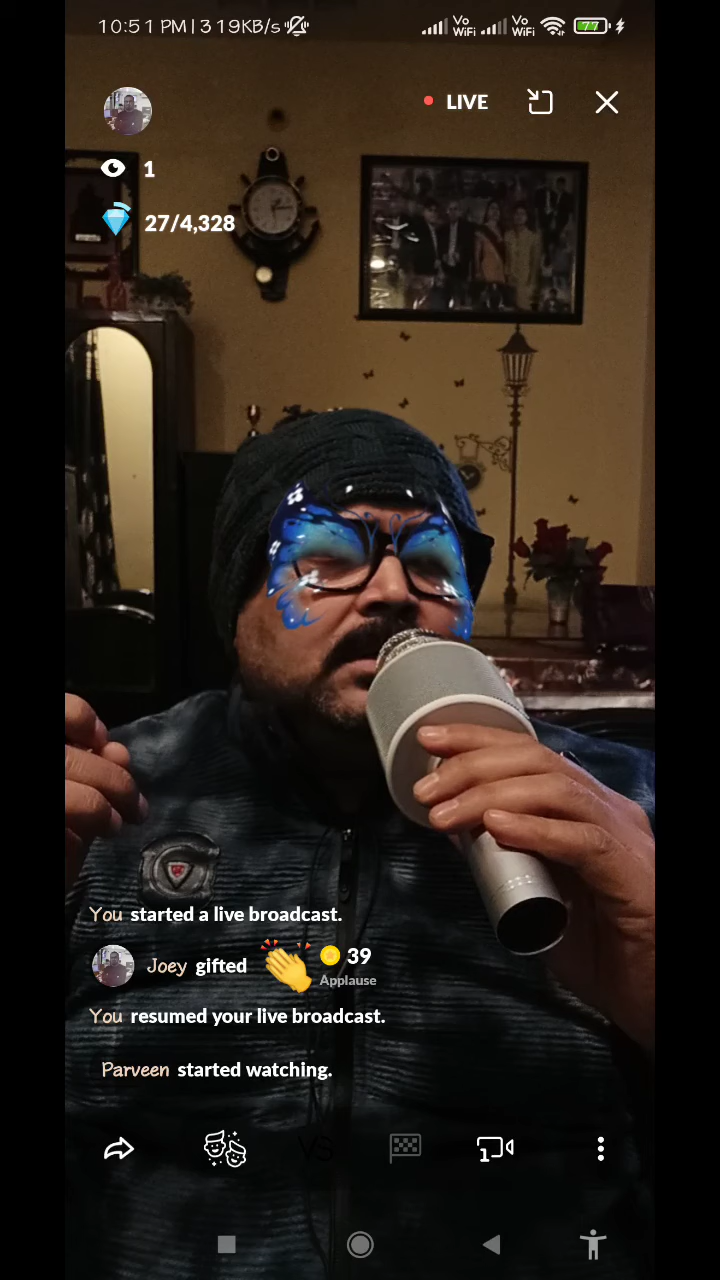 10:51 PM | 319KB/s
Vo WiFi Vo WiFi 77
LIVE
1
27/4,328
You started a live broadcast.
Joey gifted 39
Applause
You resumed your live broadcast.
Parveen started watching.
VS
1